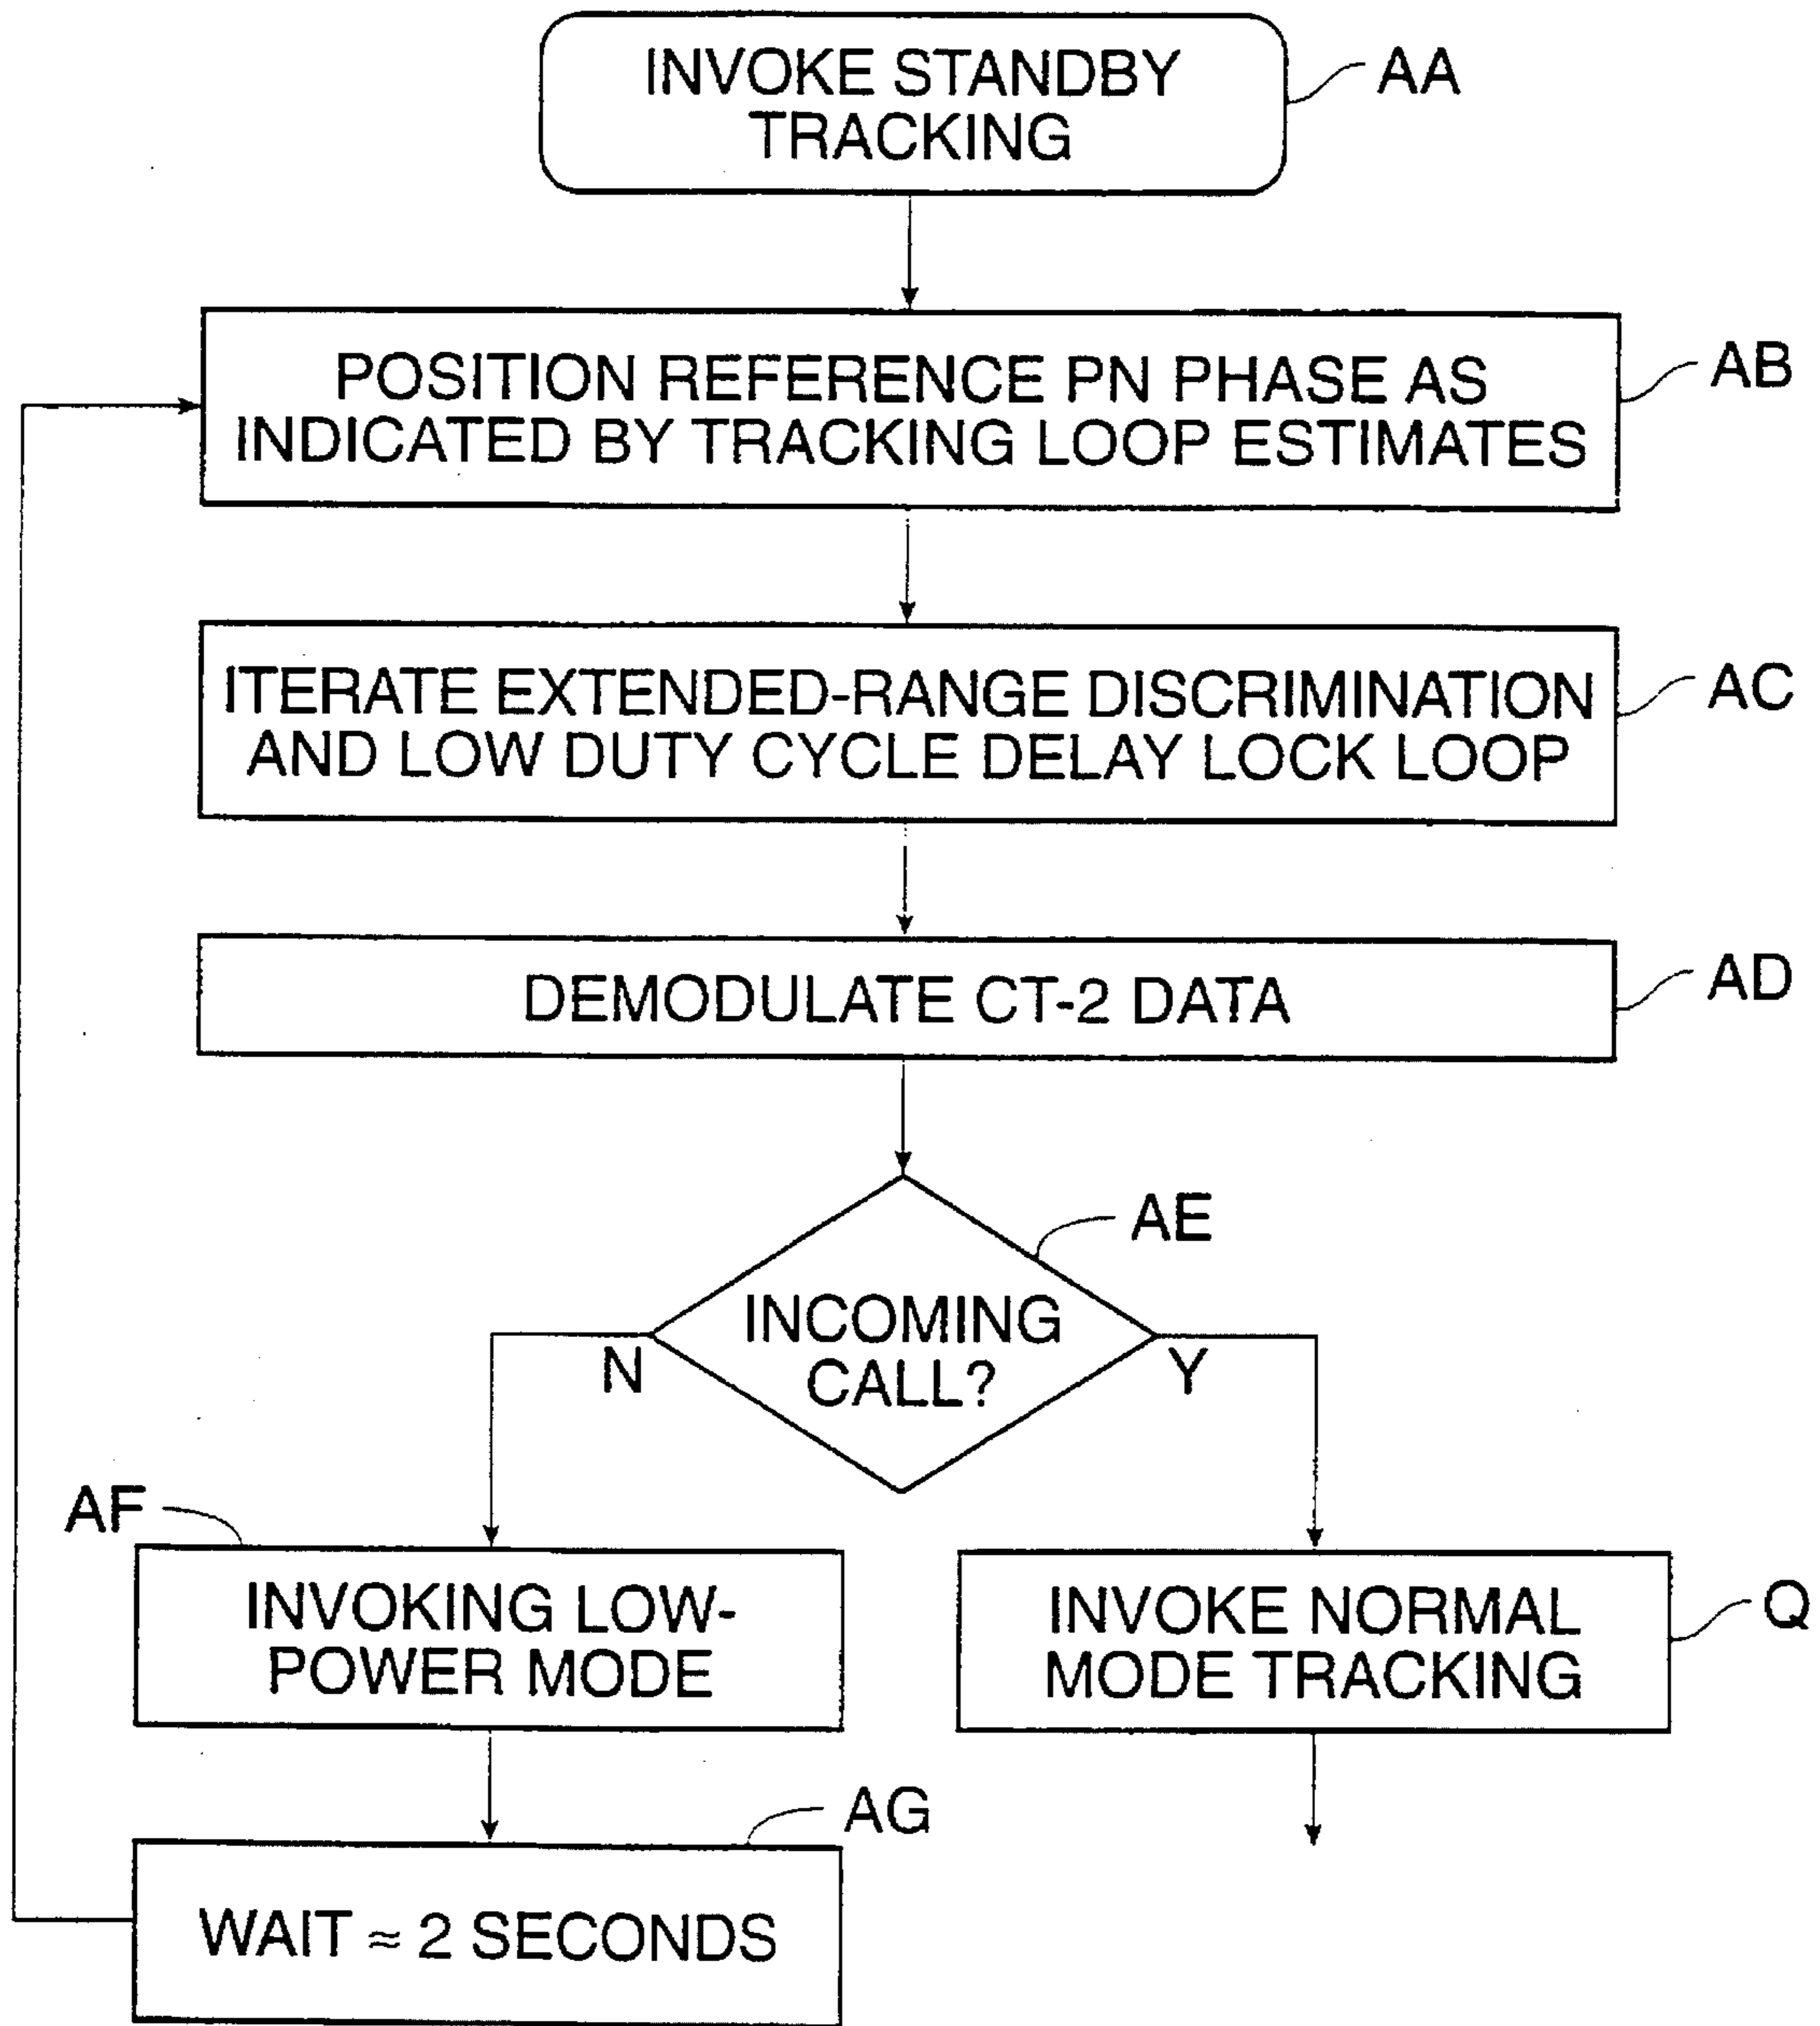 INVOKE STANDBY
TRACKING
AA
POSITION REFERENCE PN PHASE AS
INDICATED BY TRACKING LOOP ESTIMATES
AB
ITERATE EXTENDED-RANGE DISCRIMINATION
AND LOW DUTY CYCLE DELAY LOCK LOOP
AC
DEMODULATE CT-2 DATA
AD
AE
INCOMING
CALL?
N
Y
AF
INVOKING LOW-
POWER MODE
INVOKE NORMAL
MODE TRACKING
Q
AG
WAIT ≈ 2 SECONDS